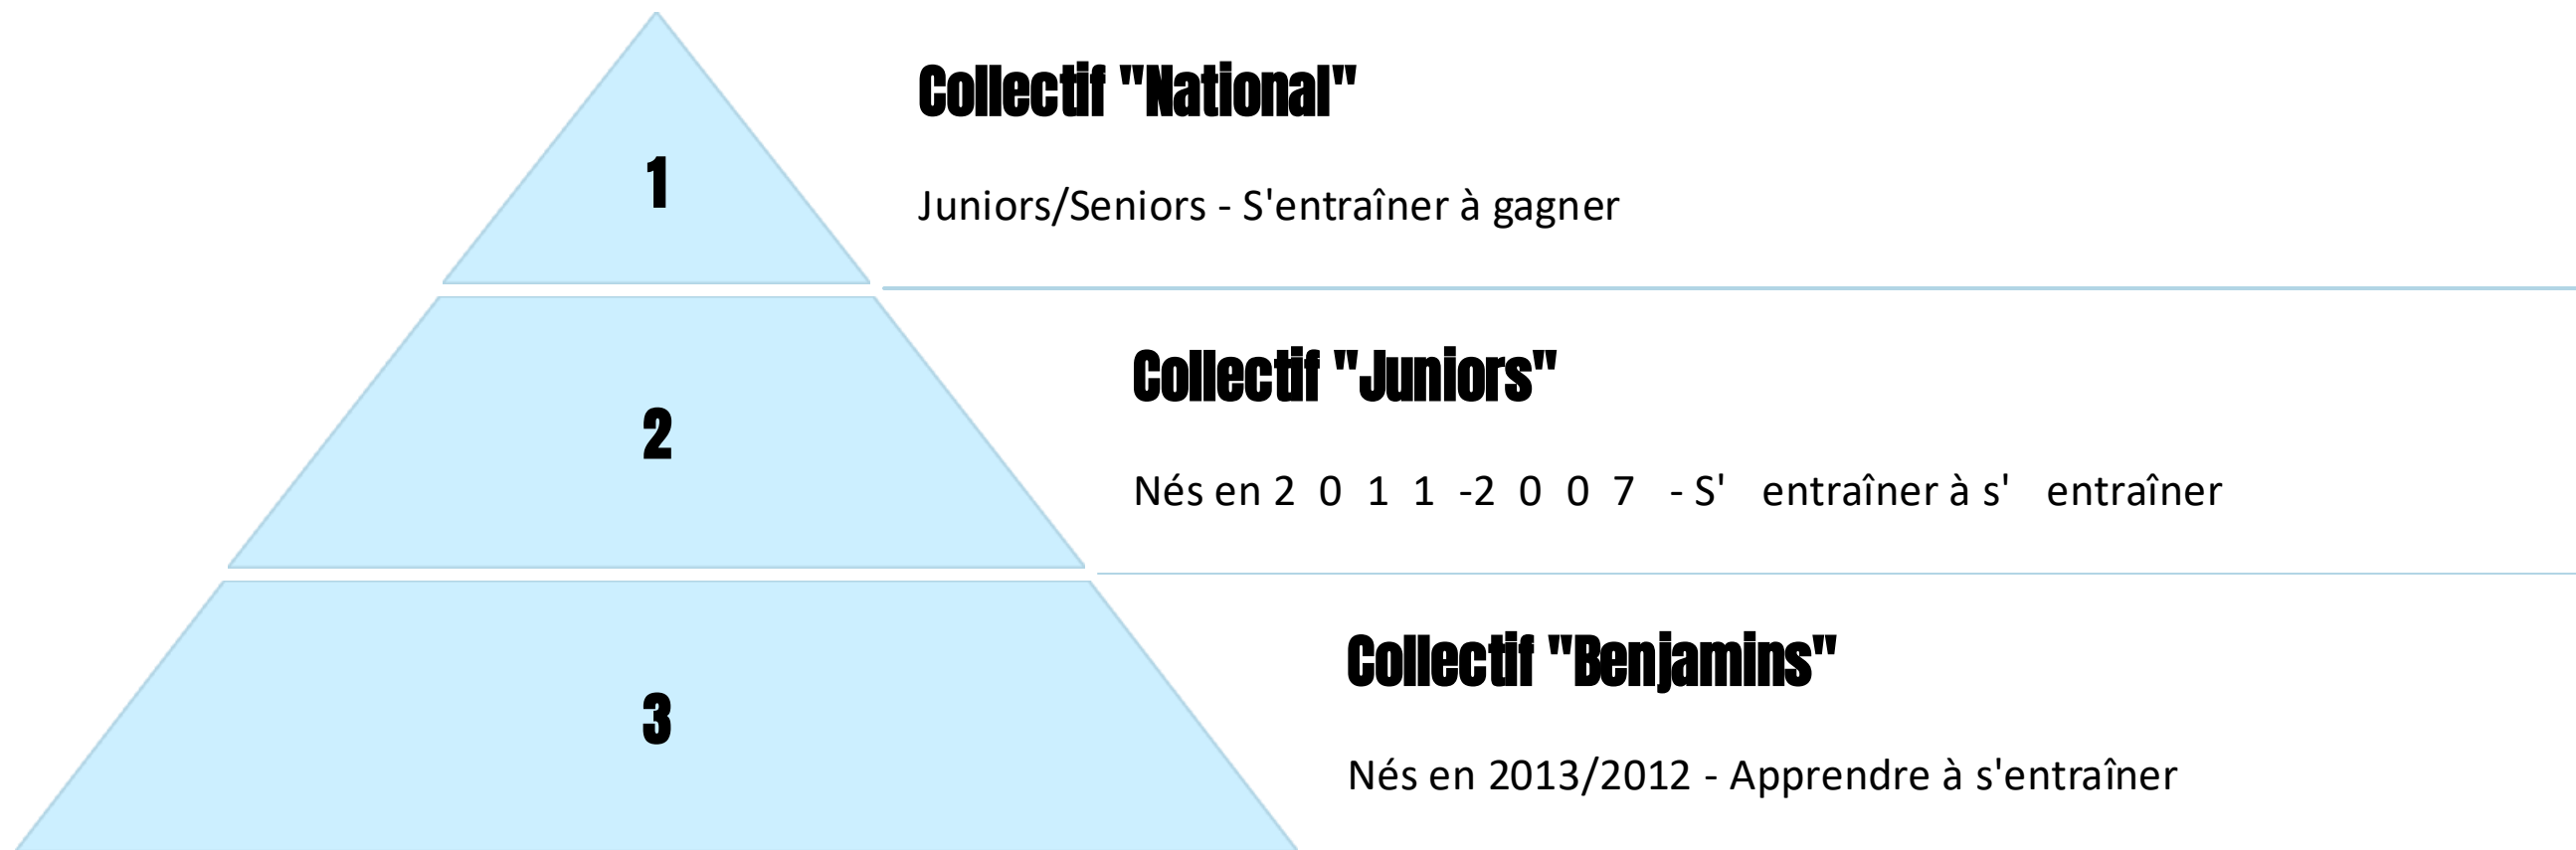 1
Collectif "National"
Juniors/Seniors - S'entraîner à gagner
2
Collectif "Juniors"
Nés en 2 0 1 1 -2 0 0 7 - S' entraîner à s' entraîner
3
Collectif "Benjamins"
Nés en 2013/2012 - Apprendre à s'entraîner